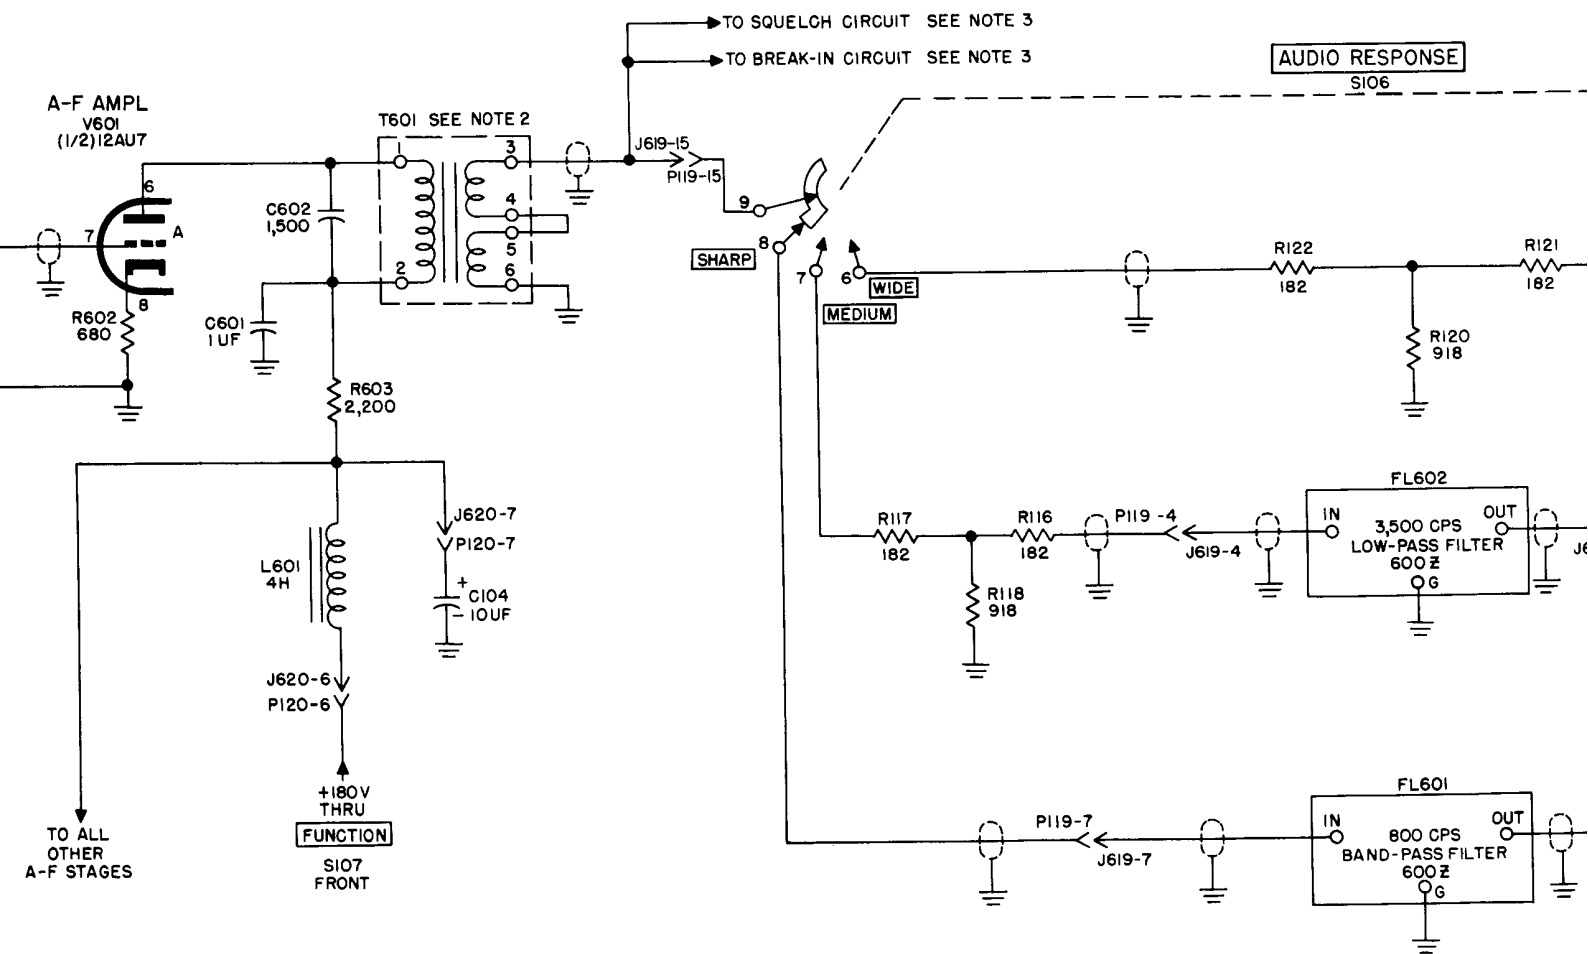 TO SQUELCH CIRCUIT SEE NOTE 3
TO BREAK-IN CIRCUIT SEE NOTE 3
AUDIO RESPONSE
S106
A-F AMPL
V601
(1/2)12AU7
6
7
A
8
R602
680
C602
1,500
C601
1UF
T601 SEE NOTE 2
1
2
3
4
5
6
J619-15
P119-15
9
8
SHARP
7
6
WIDE
MEDIUM
R122
182
R121
182
R120
918
R603
2,200
J620-7
P120-7
+
C104
- 10UF
L601
4H
J620-6
P120-6
+180V
THRU
FUNCTION
S107
FRONT
TO ALL
OTHER
A-F STAGES
R117
182
R116
182
R118
918
P119-4
J619-4
FL602
IN
OUT
3,500 CPS
LOW-PASS FILTER
600Z
G
J6
P119-7
J619-7
FL601
IN
OUT
800 CPS
BAND-PASS FILTER
600Z
G